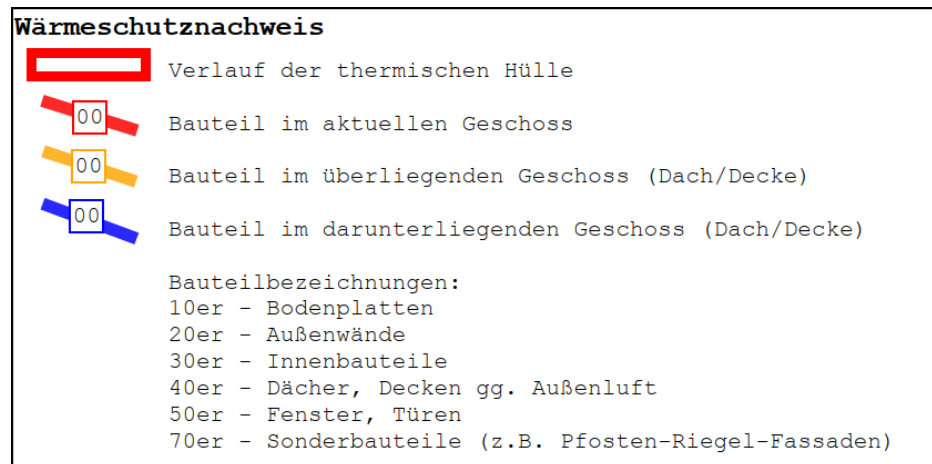 Wärmeschutznachweis
Verlauf der thermischen Hülle
00 Bauteil im aktuellen Geschoss
00 Bauteil im überliegenden Geschoss (Dach/Decke)
00 Bauteil im darunterliegenden Geschoss (Dach/Decke)
Bauteilbezeichnungen:
10er - Bodenplatten
20er - Außenwände
30er - Innenbauteile
40er - Dächer, Decken gg. Außenluft
50er - Fenster, Türen
70er - Sonderbauteile (z.B. Pfosten-Riegel-Fassaden)